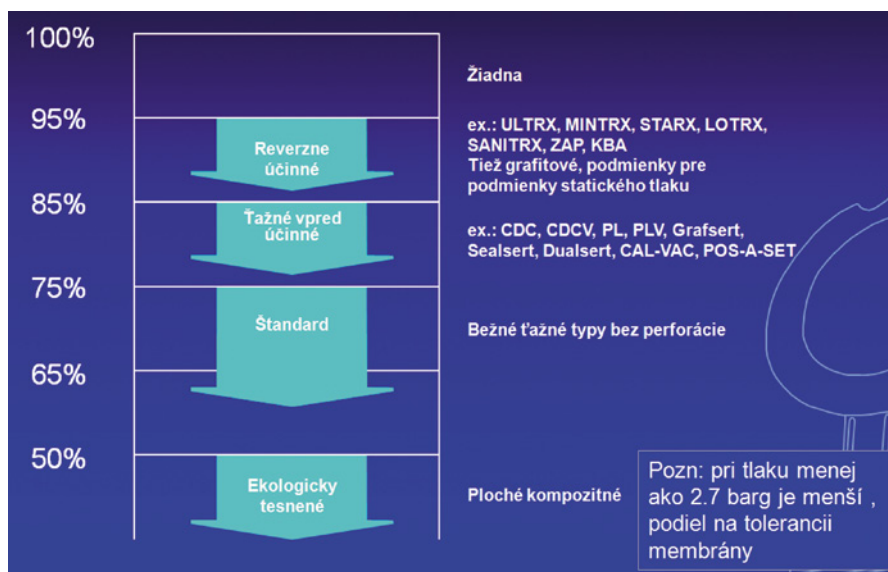 100%
Žiadna
95%
ex.: ULTRX, MINTRX, STARX, LOTRX,
SANITRX, ZAP, KBA
Tiež grafitové, podmienky pre
podmienky statického tlaku
Reverzne
účinné
85%
Ťažné vpred
účinné
ex.: CDC, CDCV, PL, PLV, Grafsert,
Sealsert, Dualsert, CAL-VAC, POS-A-SET
75%
Štandard
Bežné ťažné typy bez perforácie
65%
50%
Ekologicky
tesnené
Ploché kompozitné
Pozn: pri tlaku menej
ako 2.7 barg je menší ,
podiel na tolerancii
membrány